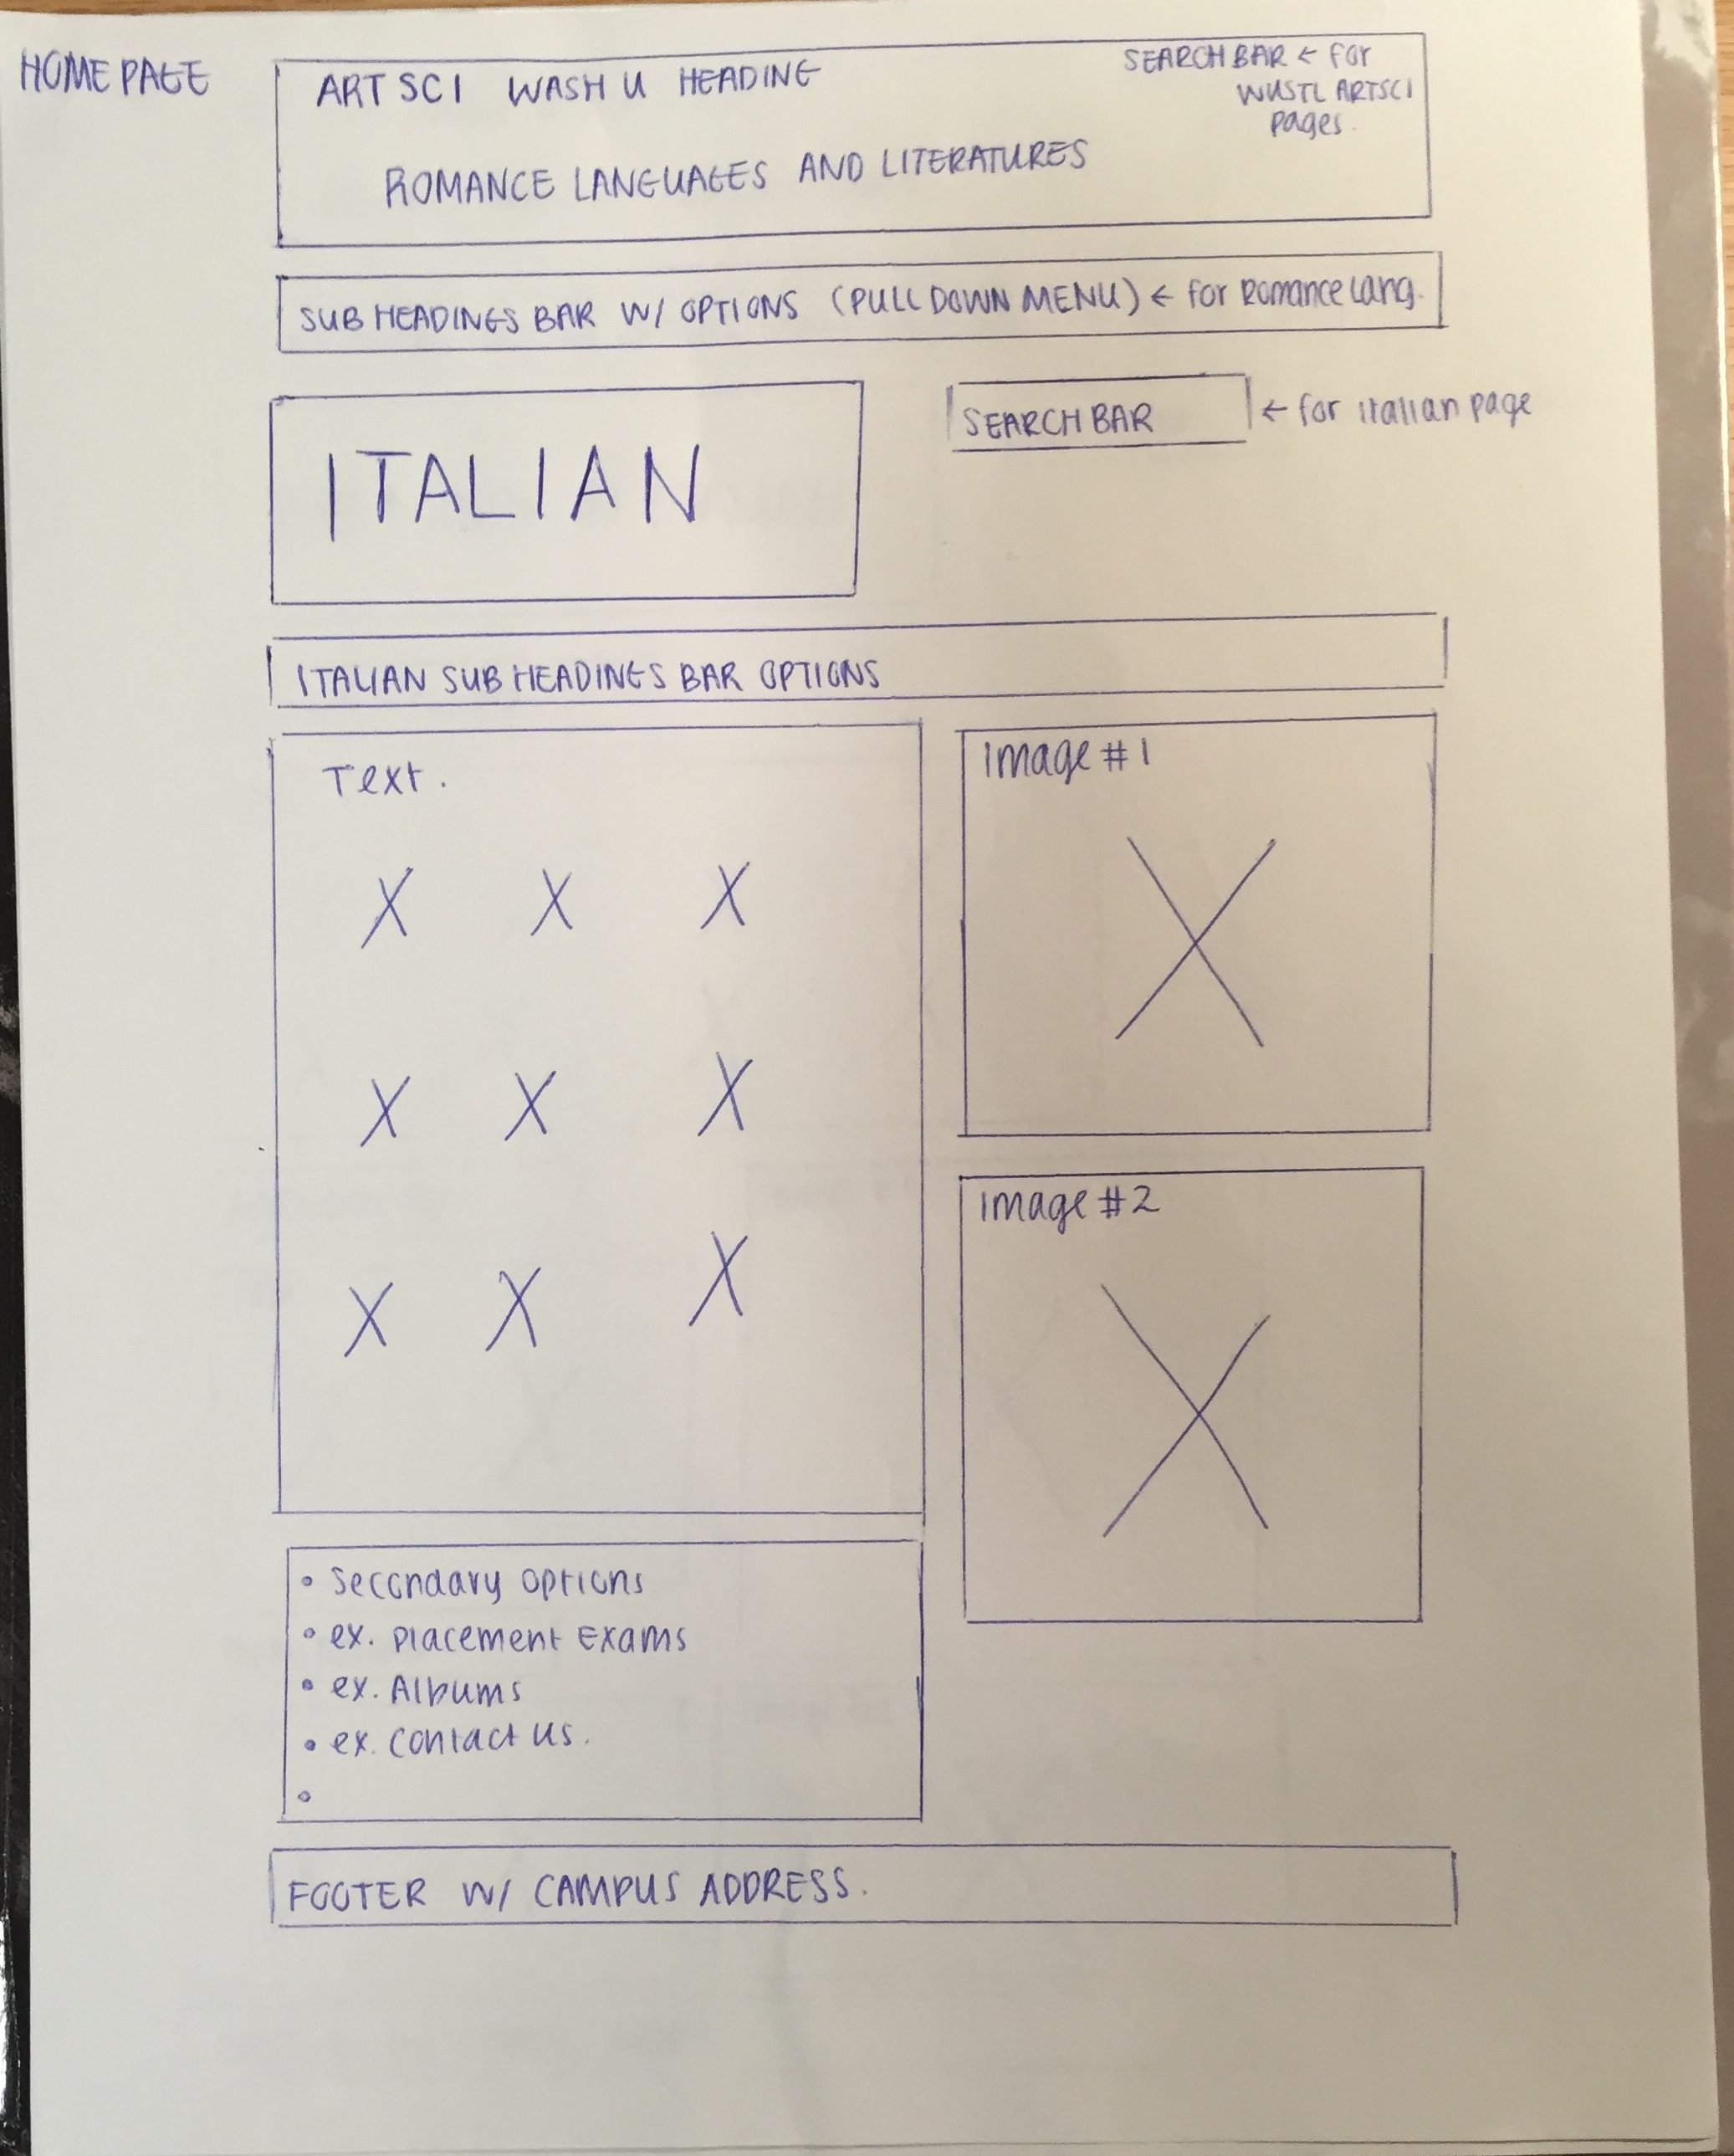 HOME PAGE
ART SCI WASH U HEADING
SEARCH BAR ← for
WUSTL ARTSCI
pages.
ROMANCE LANGUAGES AND LITERATURES
SUB HEADINGS BAR W/ OPTIONS (PULL DOWN MENU) ← for Romance Lang.
ITALIAN
SEARCH BAR ← for italian page
ITALIAN SUB HEADINGS BAR OPTIONS
Text.
X X X
X X X
X X X
Image #1
Image #2
• Secondary options
• ex. Placement Exams
• ex. Albums
• ex. Contact us.
•
FOOTER W/ CAMPUS ADDRESS.